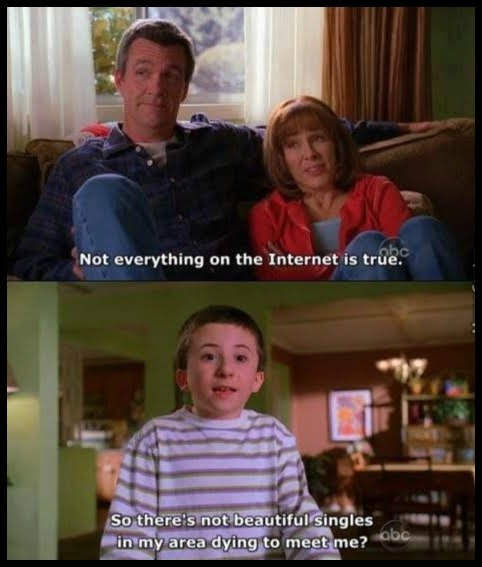 abc
Not everything on the Internet is true.
So there's not beautiful singles
in my area dying to meet me?
abc